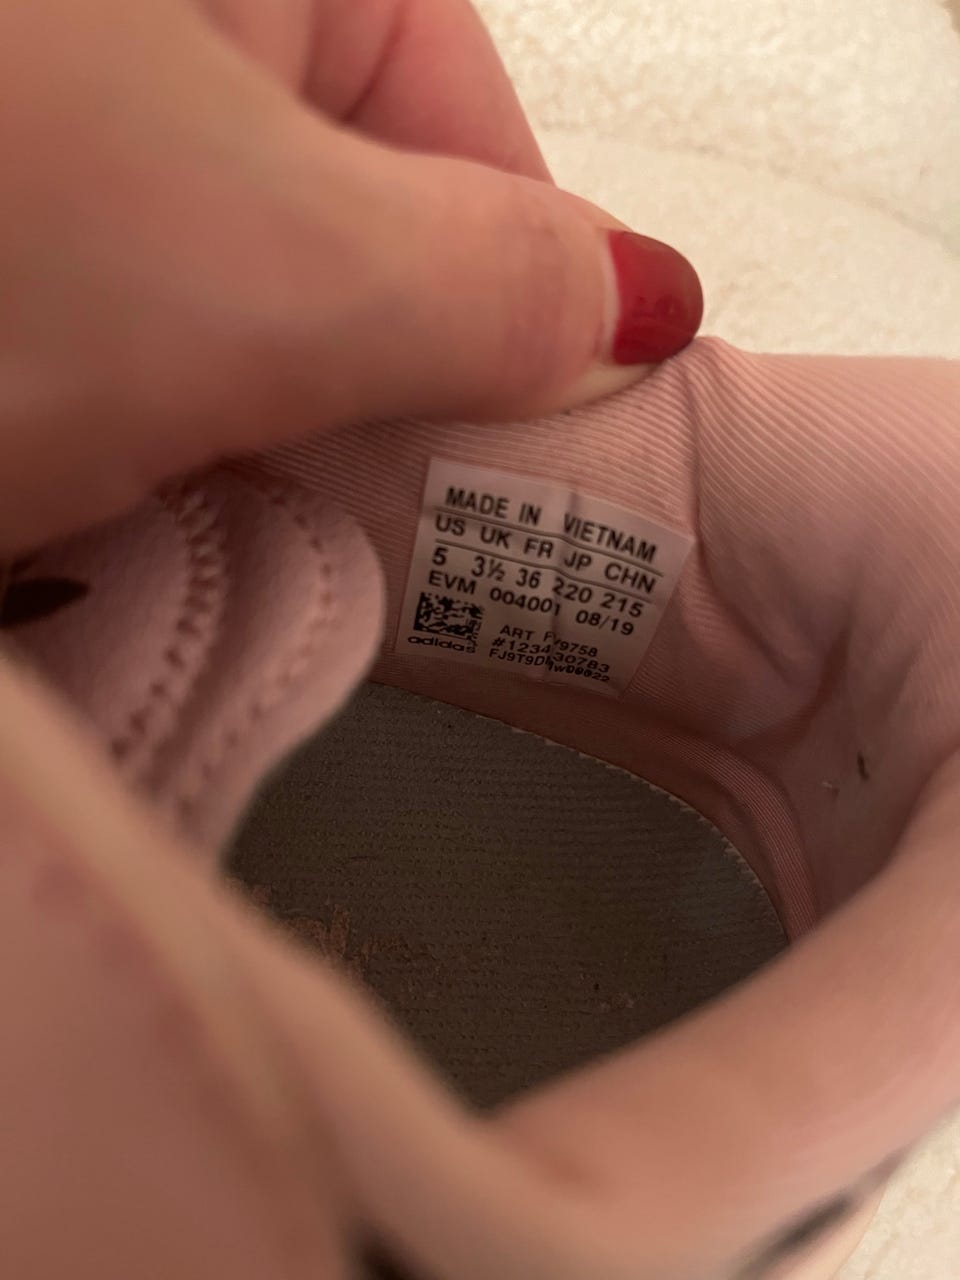 MADE IN VIETNAM
US UK FR JP CHN
5 3½ 36 220 215
EVM 004001 08/19
ART
adidas